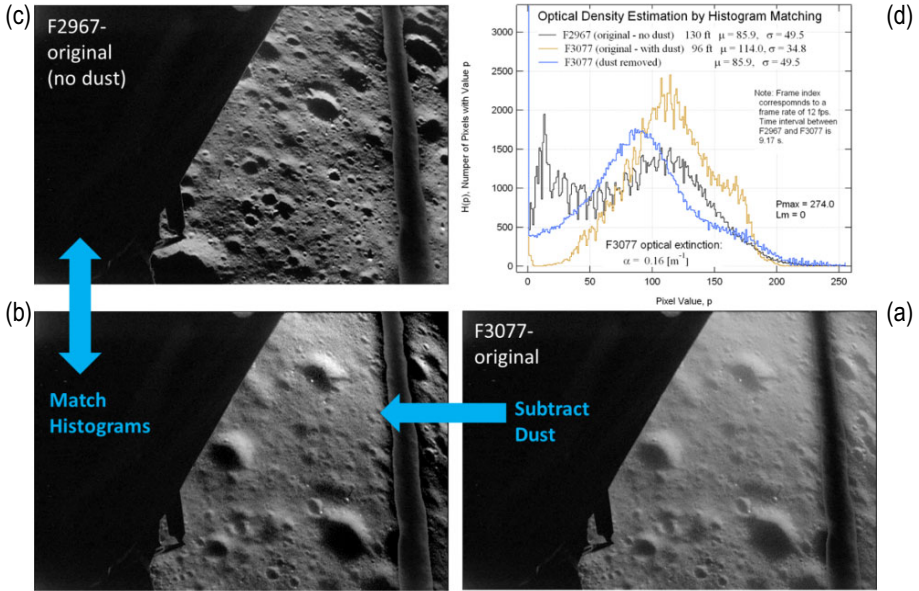 (c)
F2967-
original
(no dust)
(d)
Optical Density Estimation by Histogram Matching
F2967 (original - no dust) 130 ft μ = 85.9, σ = 49.5
F3077 (original - with dust) 96 ft μ = 114.0, σ = 34.8
F3077 (dust removed) μ = 85.9, σ = 49.5
Note: Frame index
correspomnds to a
frame rate of 12 fps.
Time interval between
F2967 and F3077 is
9.17 s.
Pmax = 274.0
Lm = 0
F3077 optical extinction:
α = 0.16 [m⁻¹]
H(p), Numper of Pixels with Value p
3000
2500
2000
1500
1000
500
0
0 50 100 150 200 250
Pixel Value, p
(b)
Match
Histograms
Subtract
Dust
F3077-
original
(a)